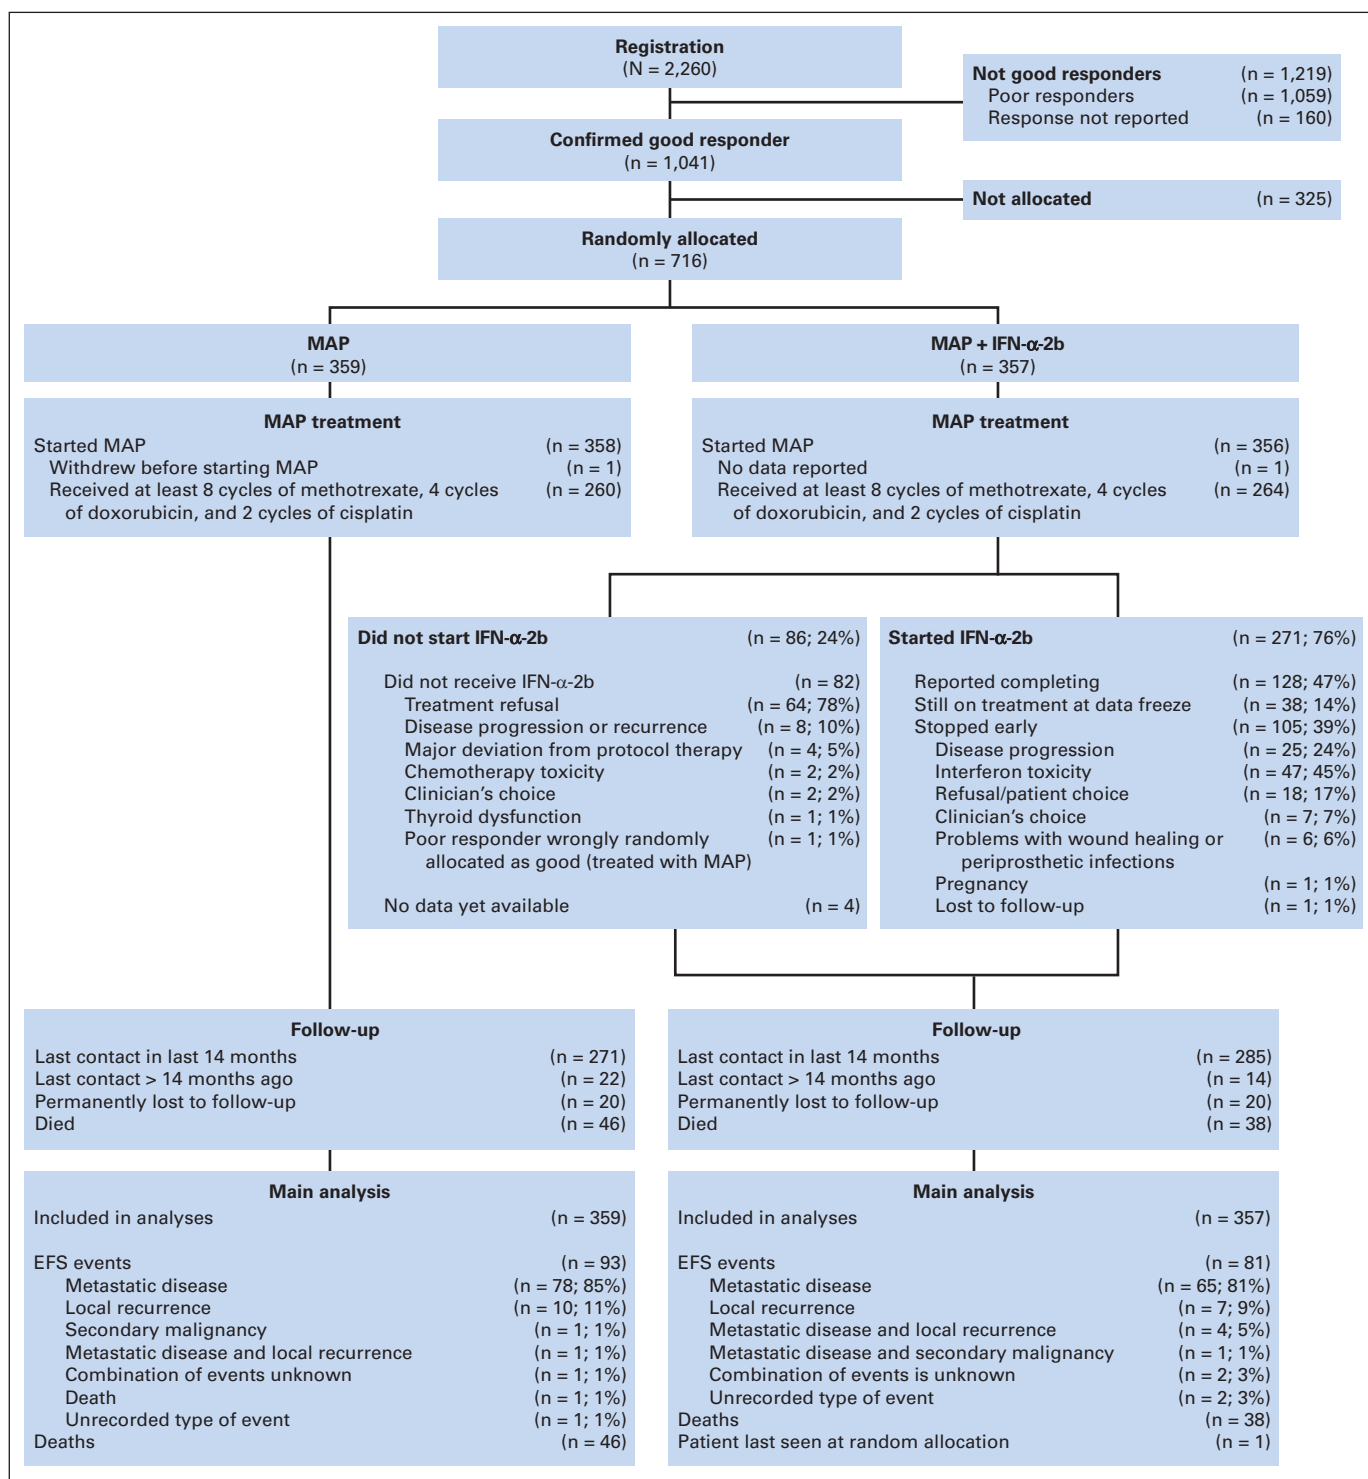 Registration
(N = 2,260)
Not good responders (n = 1,219)
Poor responders (n = 1,059)
Response not reported (n = 160)
Confirmed good responder
(n = 1,041)
Not allocated (n = 325)
Randomly allocated
(n = 716)
MAP
(n = 359)
MAP + IFN-α-2b
(n = 357)
MAP treatment
Started MAP (n = 358)
Withdrew before starting MAP (n = 1)
Received at least 8 cycles of methotrexate, 4 cycles (n = 260)
of doxorubicin, and 2 cycles of cisplatin
MAP treatment
Started MAP (n = 356)
No data reported (n = 1)
Received at least 8 cycles of methotrexate, 4 cycles (n = 264)
of doxorubicin, and 2 cycles of cisplatin
Did not start IFN-α-2b (n = 86; 24%)
Did not receive IFN-α-2b (n = 82)
Treatment refusal (n = 64; 78%)
Disease progression or recurrence (n = 8; 10%)
Major deviation from protocol therapy (n = 4; 5%)
Chemotherapy toxicity (n = 2; 2%)
Clinician's choice (n = 2; 2%)
Thyroid dysfunction (n = 1; 1%)
Poor responder wrongly randomly (n = 1; 1%)
allocated as good (treated with MAP)
No data yet available (n = 4)
Started IFN-α-2b (n = 271; 76%)
Reported completing (n = 128; 47%)
Still on treatment at data freeze (n = 38; 14%)
Stopped early (n = 105; 39%)
Disease progression (n = 25; 24%)
Interferon toxicity (n = 47; 45%)
Refusal/patient choice (n = 18; 17%)
Clinician's choice (n = 7; 7%)
Problems with wound healing or (n = 6; 6%)
periprosthetic infections
Pregnancy (n = 1; 1%)
Lost to follow-up (n = 1; 1%)
Follow-up
Last contact in last 14 months (n = 271)
Last contact > 14 months ago (n = 22)
Permanently lost to follow-up (n = 20)
Died (n = 46)
Follow-up
Last contact in last 14 months (n = 285)
Last contact > 14 months ago (n = 14)
Permanently lost to follow-up (n = 20)
Died (n = 38)
Main analysis
Included in analyses (n = 359)
EFS events (n = 93)
Metastatic disease (n = 78; 85%)
Local recurrence (n = 10; 11%)
Secondary malignancy (n = 1; 1%)
Metastatic disease and local recurrence (n = 1; 1%)
Combination of events unknown (n = 1; 1%)
Death (n = 1; 1%)
Unrecorded type of event (n = 1; 1%)
Deaths (n = 46)
Main analysis
Included in analyses (n = 357)
EFS events (n = 81)
Metastatic disease (n = 65; 81%)
Local recurrence (n = 7; 9%)
Metastatic disease and local recurrence (n = 4; 5%)
Metastatic disease and secondary malignancy (n = 1; 1%)
Combination of events is unknown (n = 2; 3%)
Unrecorded type of event (n = 2; 3%)
Deaths (n = 38)
Patient last seen at random allocation (n = 1)